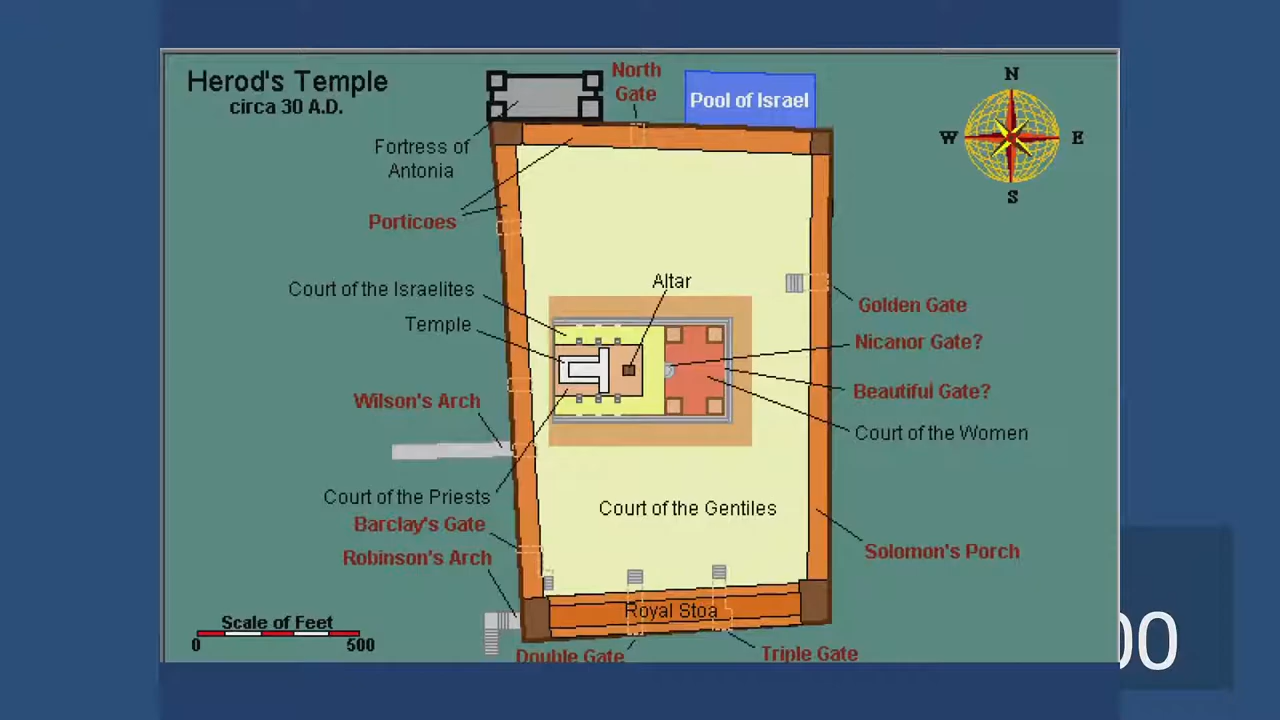 Herod's Temple
circa 30 A.D.
North
Gate
Pool of Israel
N
W
E
S
Fortress of
Antonia
Porticoes
Court of the Israelites
Altar
Temple
Golden Gate
Nicanor Gate?
Wilson's Arch
Beautiful Gate?
Court of the Women
Court of the Priests
Court of the Gentiles
Barclay's Gate
Robinson's Arch
Solomon's Porch
Royal Stoa
Scale of Feet
0
500
Double Gate
Triple Gate
00